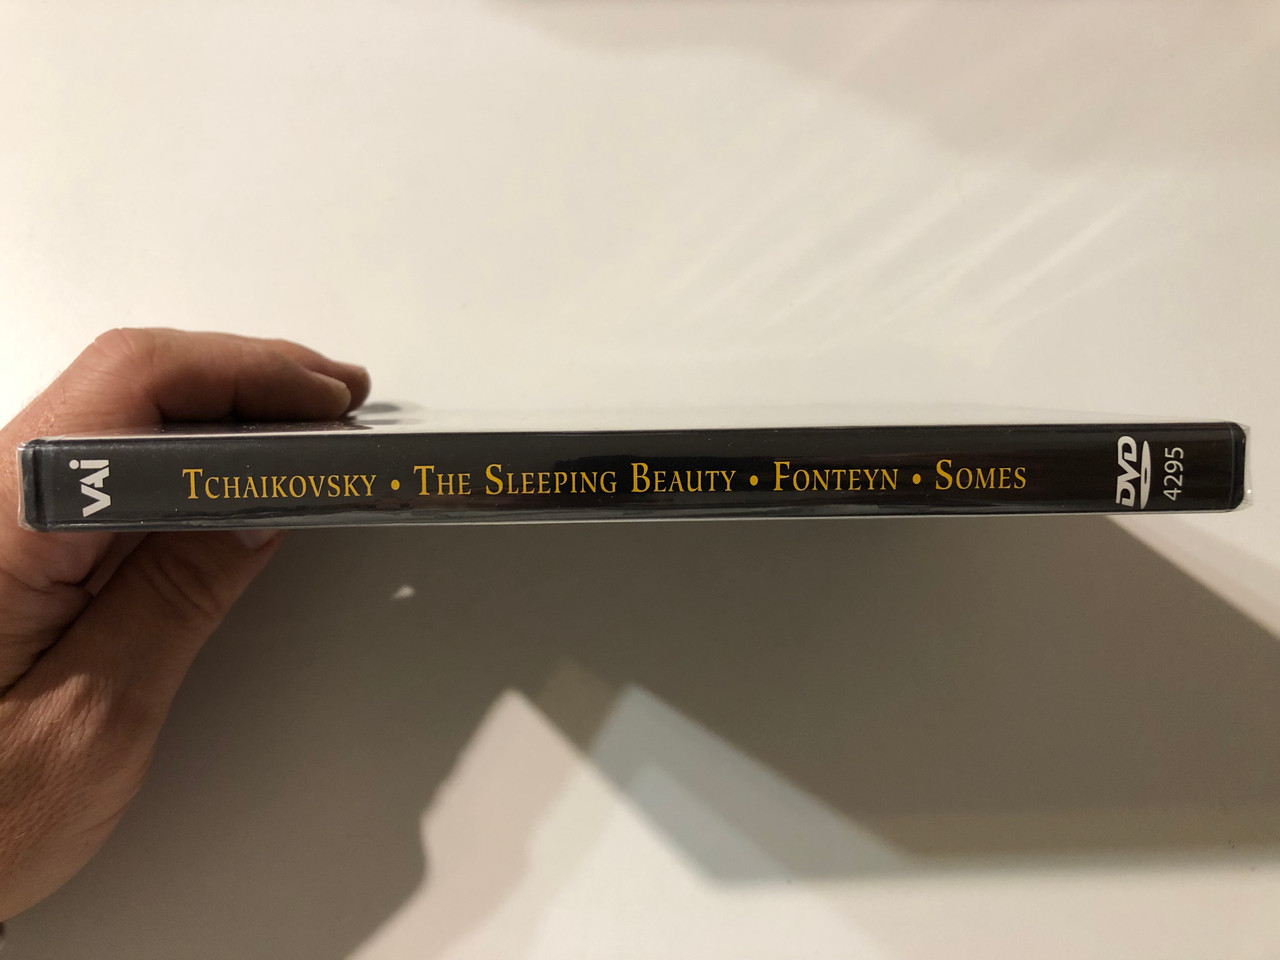 VAI
TCHAIKOVSKY • THE SLEEPING BEAUTY • FONTEYN • SOMES
DVD
4295